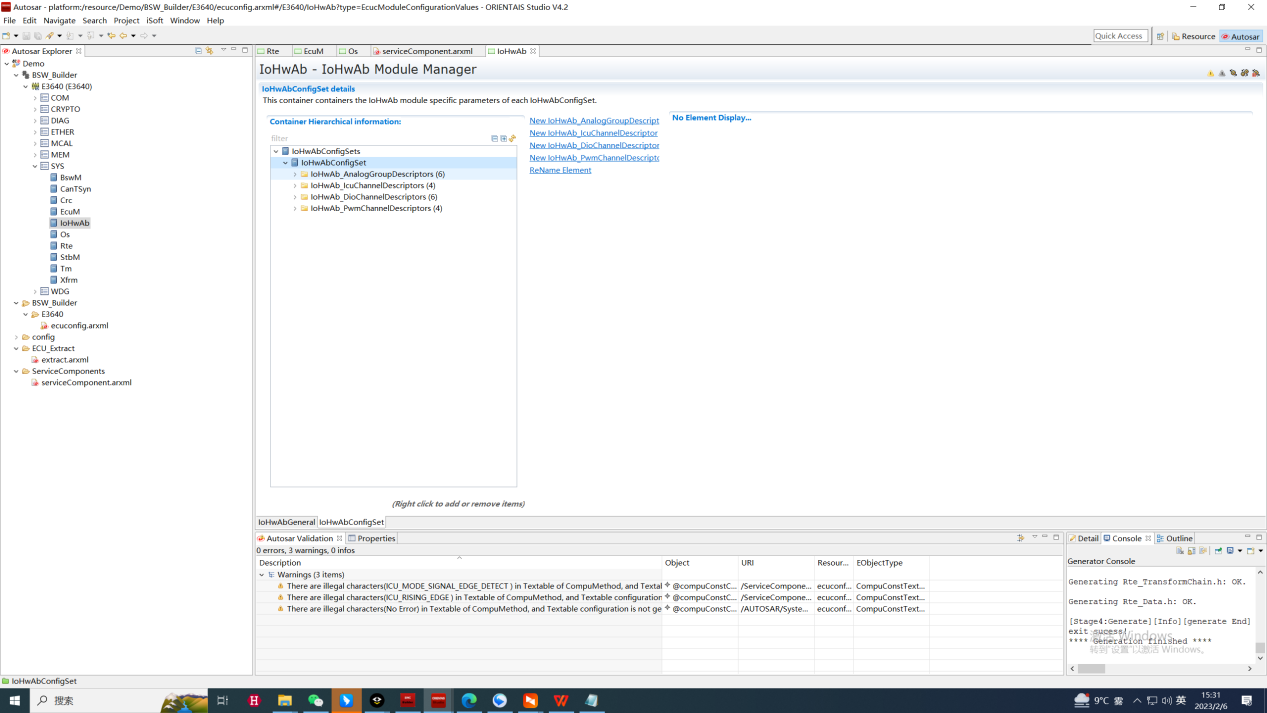 Autosar - platform:/resource/Demo/BSW_Builder/E3640/ecuconfig.arxml#/E3640/IoHwAb?type=EcucModuleConfigurationValues - ORIENTAIS Studio V4.2
File Edit Navigate Search Project iSoft Window Help
Quick Access
Resource
Autosar
Autosar Explorer
Demo
BSW_Builder
E3640 (E3640)
COM
CRYPTO
DIAG
ETHER
MCAL
MEM
SYS
BswM
CanTSyn
Crc
EcuM
IoHwAb
Os
Rte
StbM
Tm
Xfrm
WDG
BSW_Builder
E3640
ecuconfig.arxml
config
ECU_Extract
extract.arxml
ServiceComponents
serviceComponent.arxml
Rte
EcuM
Os
serviceComponent.arxml
IoHwAb
IoHwAb - IoHwAb Module Manager
IoHwAbConfigSet details
This container containers the IoHwAb module specific parameters of each IoHwAbConfigSet.
Container Hierarchical information:
filter
IoHwAbConfigSets
IoHwAbConfigSet
IoHwAb_AnalogGroupDescriptors (6)
IoHwAb_IcuChannelDescriptors (4)
IoHwAb_DioChannelDescriptors (6)
IoHwAb_PwmChannelDescriptors (4)
New IoHwAb_AnalogGroupDescript
New IoHwAb_IcuChannelDescriptor
New IoHwAb_DioChannelDescriptor
New IoHwAb_PwmChannelDescripto
ReName Element
No Element Display...
(Right click to add or remove items)
IoHwAbGeneral IoHwAbConfigSet
Autosar Validation Properties
0 errors, 3 warnings, 0 infos
Description Object URI Resour... EObjectType
Warnings (3 items)
There are illegal characters(ICU_MODE_SIGNAL_EDGE_DETECT ) in Textable of CompuMethod, and Textal @compuConstC... /ServiceCompone... ecuconf... CompuConstText...
There are illegal characters(ICU_RISING_EDGE ) in Textable of CompuMethod, and Textable configuration @compuConstC... /ServiceCompone... ecuconf... CompuConstText...
There are illegal characters(No Error) in Textable of CompuMethod, and Textable configuration is not ge @compuConstC... /AUTOSAR/Syste... ecuconf... CompuConstText...
Detail Console Outline
Generator Console
Generating Rte_TransformChain.h: OK.
Generating Rte_Data.h: OK.
[Stage4:Generate][Info][generate End]
exit sucess!
**** Generation finished ****
激活 Windows
转到"设置"以激活 Windows。
IoHwAbConfigSet
搜索
9°C 雾
英
15:31
2023/2/6